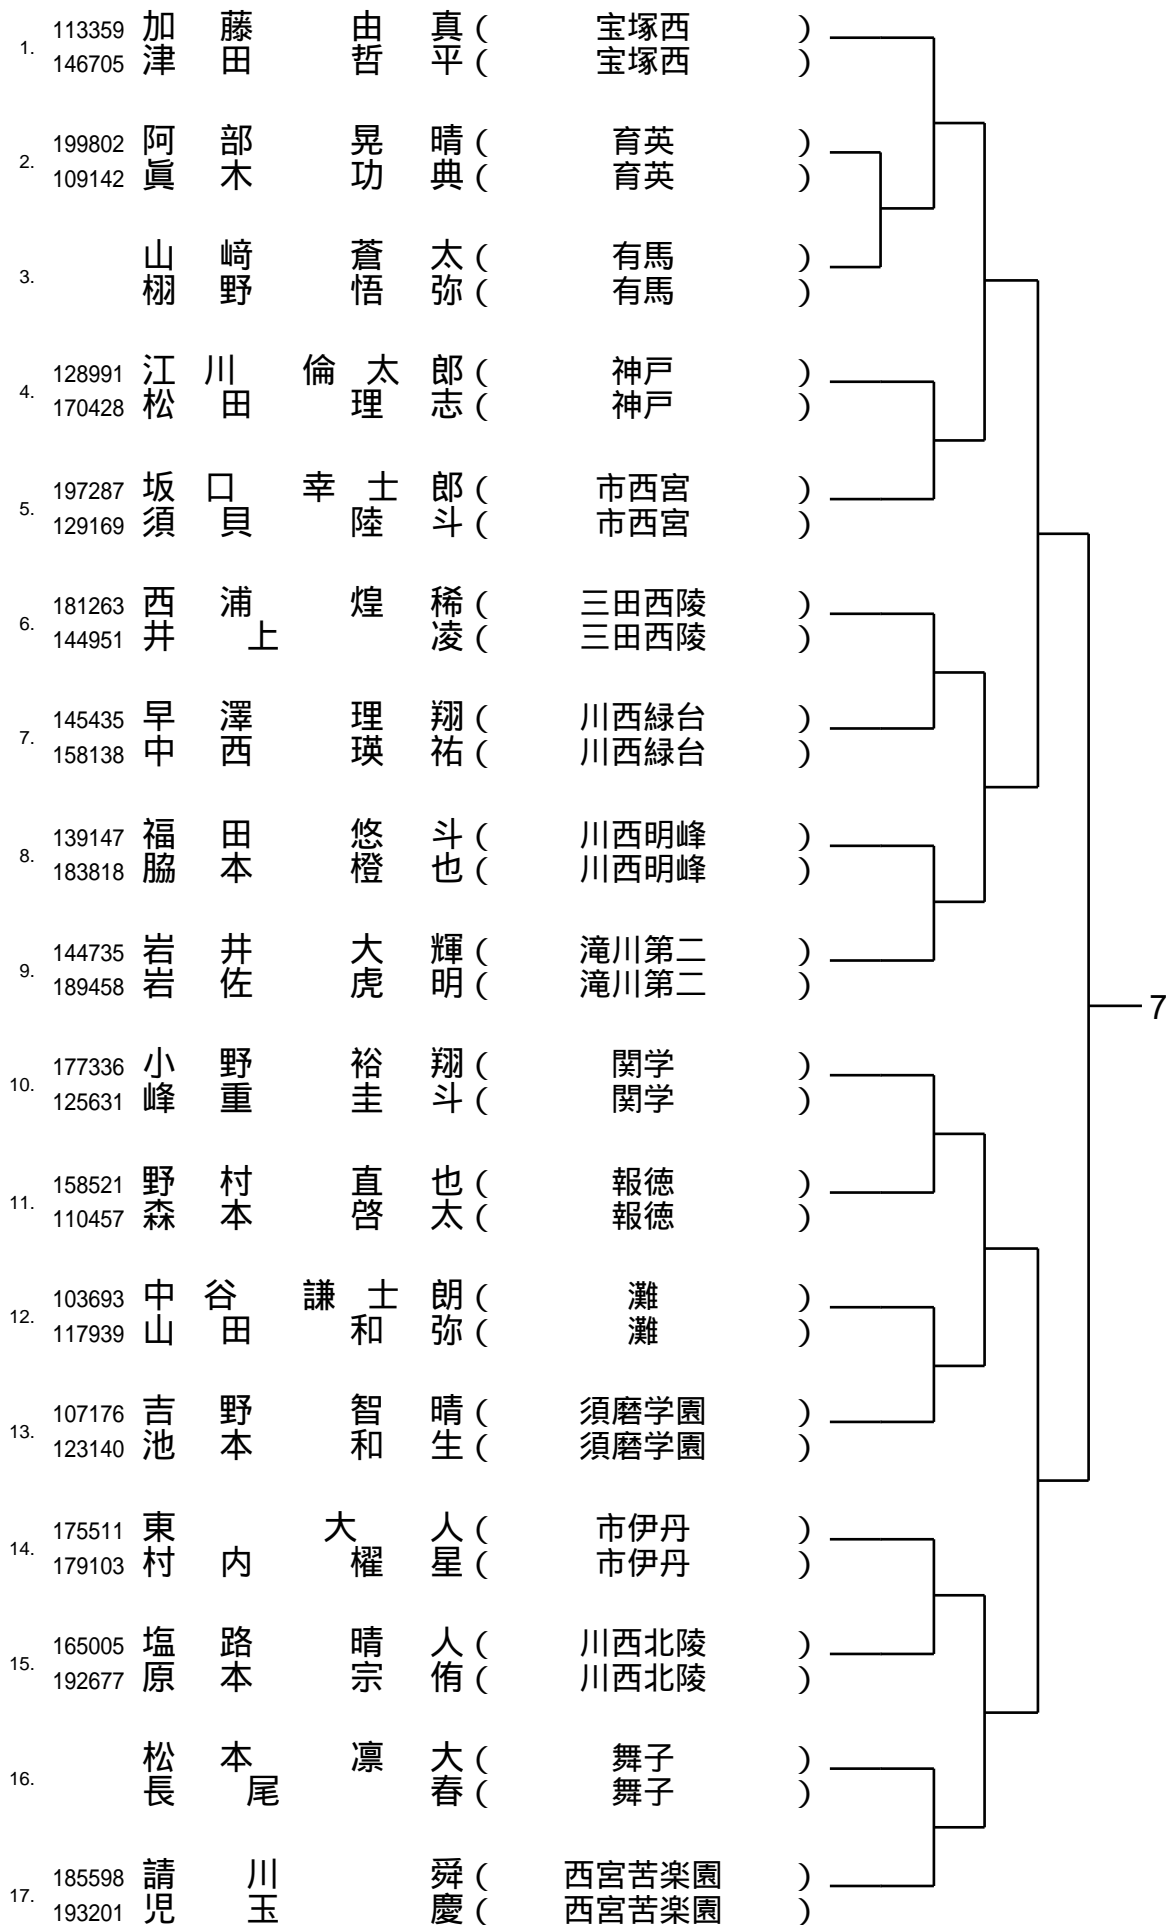 113359 加藤 由真 ( 宝塚西 )
1.
146705 津田 哲平 ( 宝塚西 )
199802 阿部 晃晴 ( 育英 )
2.
109142 眞木 功典 ( 育英 )
山﨑 蒼太 ( 有馬 )
3.
栩野 悟弥 ( 有馬 )
128991 江川 倫太郎 ( 神戸 )
4.
170428 松田 理志 ( 神戸 )
197287 坂口 幸士郎 ( 市西宮 )
5.
129169 須貝 陸斗 ( 市西宮 )
181263 西浦 煌稀 ( 三田西陵 )
6.
144951 井上 凌 ( 三田西陵 )
145435 早澤 理翔 ( 川西緑台 )
7.
158138 中西 瑛祐 ( 川西緑台 )
139147 福田 悠斗 ( 川西明峰 )
8.
183818 脇本 橙也 ( 川西明峰 )
144735 岩井 大輝 ( 滝川第二 )
9.
189458 岩佐 虎明 ( 滝川第二 )
7
177336 小野 裕翔 ( 関学 )
10.
125631 峰重 圭斗 ( 関学 )
158521 野村 直也 ( 報徳 )
11.
110457 森本 啓太 ( 報徳 )
103693 中谷 謙士朗 ( 灘 )
12.
117939 山田 和弥 ( 灘 )
107176 吉野 智晴 ( 須磨学園 )
13.
123140 池本 和生 ( 須磨学園 )
175511 東 大人 ( 市伊丹 )
14.
179103 村内 櫂星 ( 市伊丹 )
165005 塩路 晴人 ( 川西北陵 )
15.
192677 原本 宗侑 ( 川西北陵 )
松本 凛大 ( 舞子 )
16.
長尾 春 ( 舞子 )
185598 請川 舜 ( 西宮苦楽園 )
17.
193201 児玉 慶 ( 西宮苦楽園 )